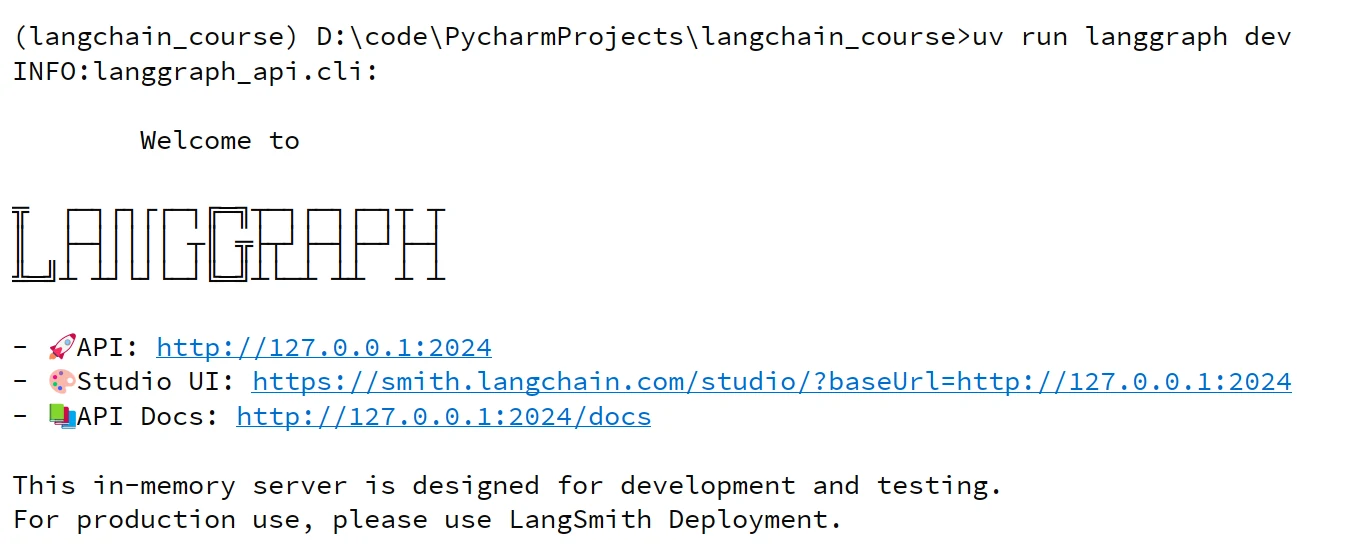 (langchain_course) D:\code\PycharmProjects\langchain_course>uv run langgraph dev
INFO:langgraph_api.cli:
Welcome to
LANGGRAPH
- 🚀API: http://127.0.0.1:2024
- 🎨Studio UI: https://smith.langchain.com/studio/?baseUrl=http://127.0.0.1:2024
- 📚API Docs: http://127.0.0.1:2024/docs
This in-memory server is designed for development and testing.
For production use, please use LangSmith Deployment.